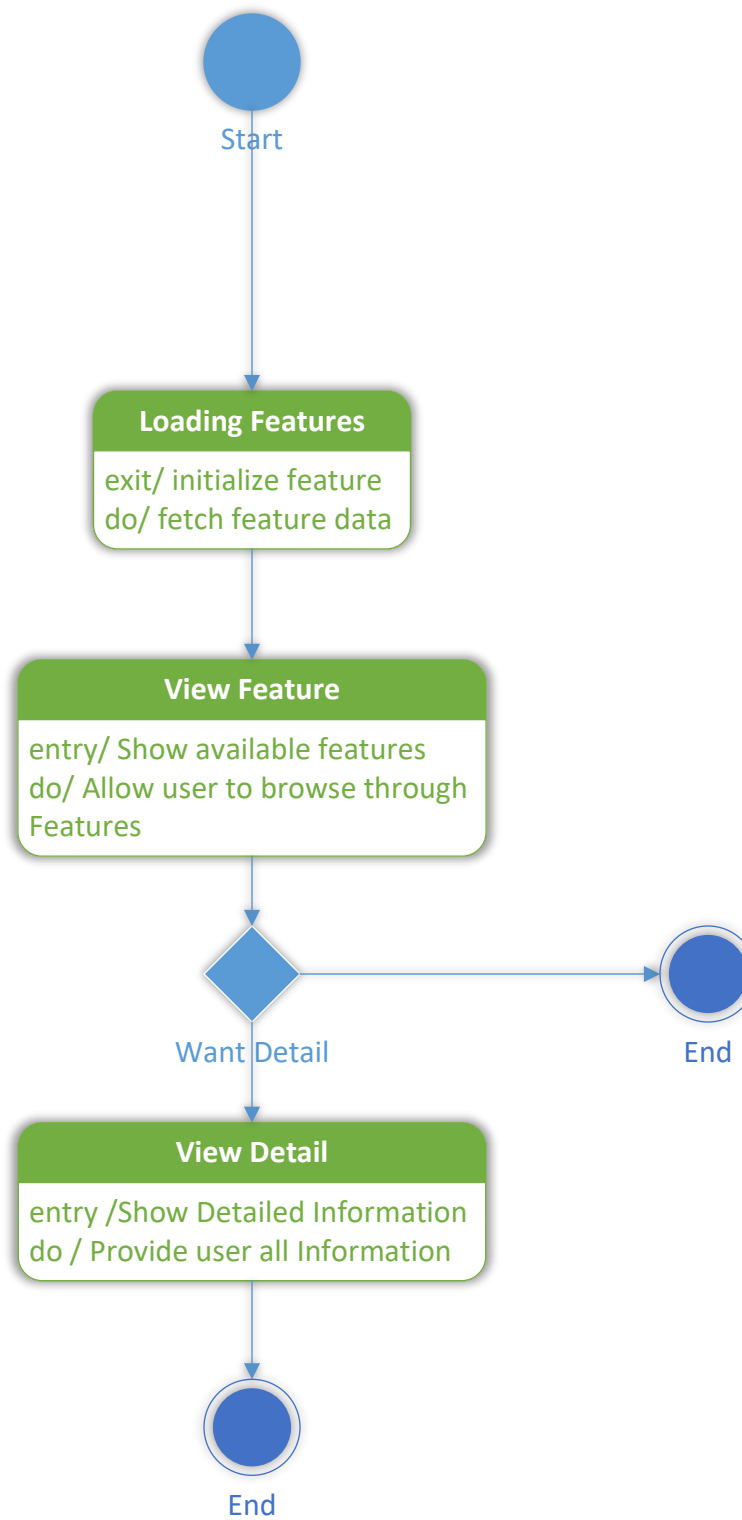 Start
Loading Features
exit/ initialize feature
do/ fetch feature data
View Feature
entry/ Show available features
do/ Allow user to browse through
Features
Want Detail
End
View Detail
entry /Show Detailed Information
do / Provide user all Information
End